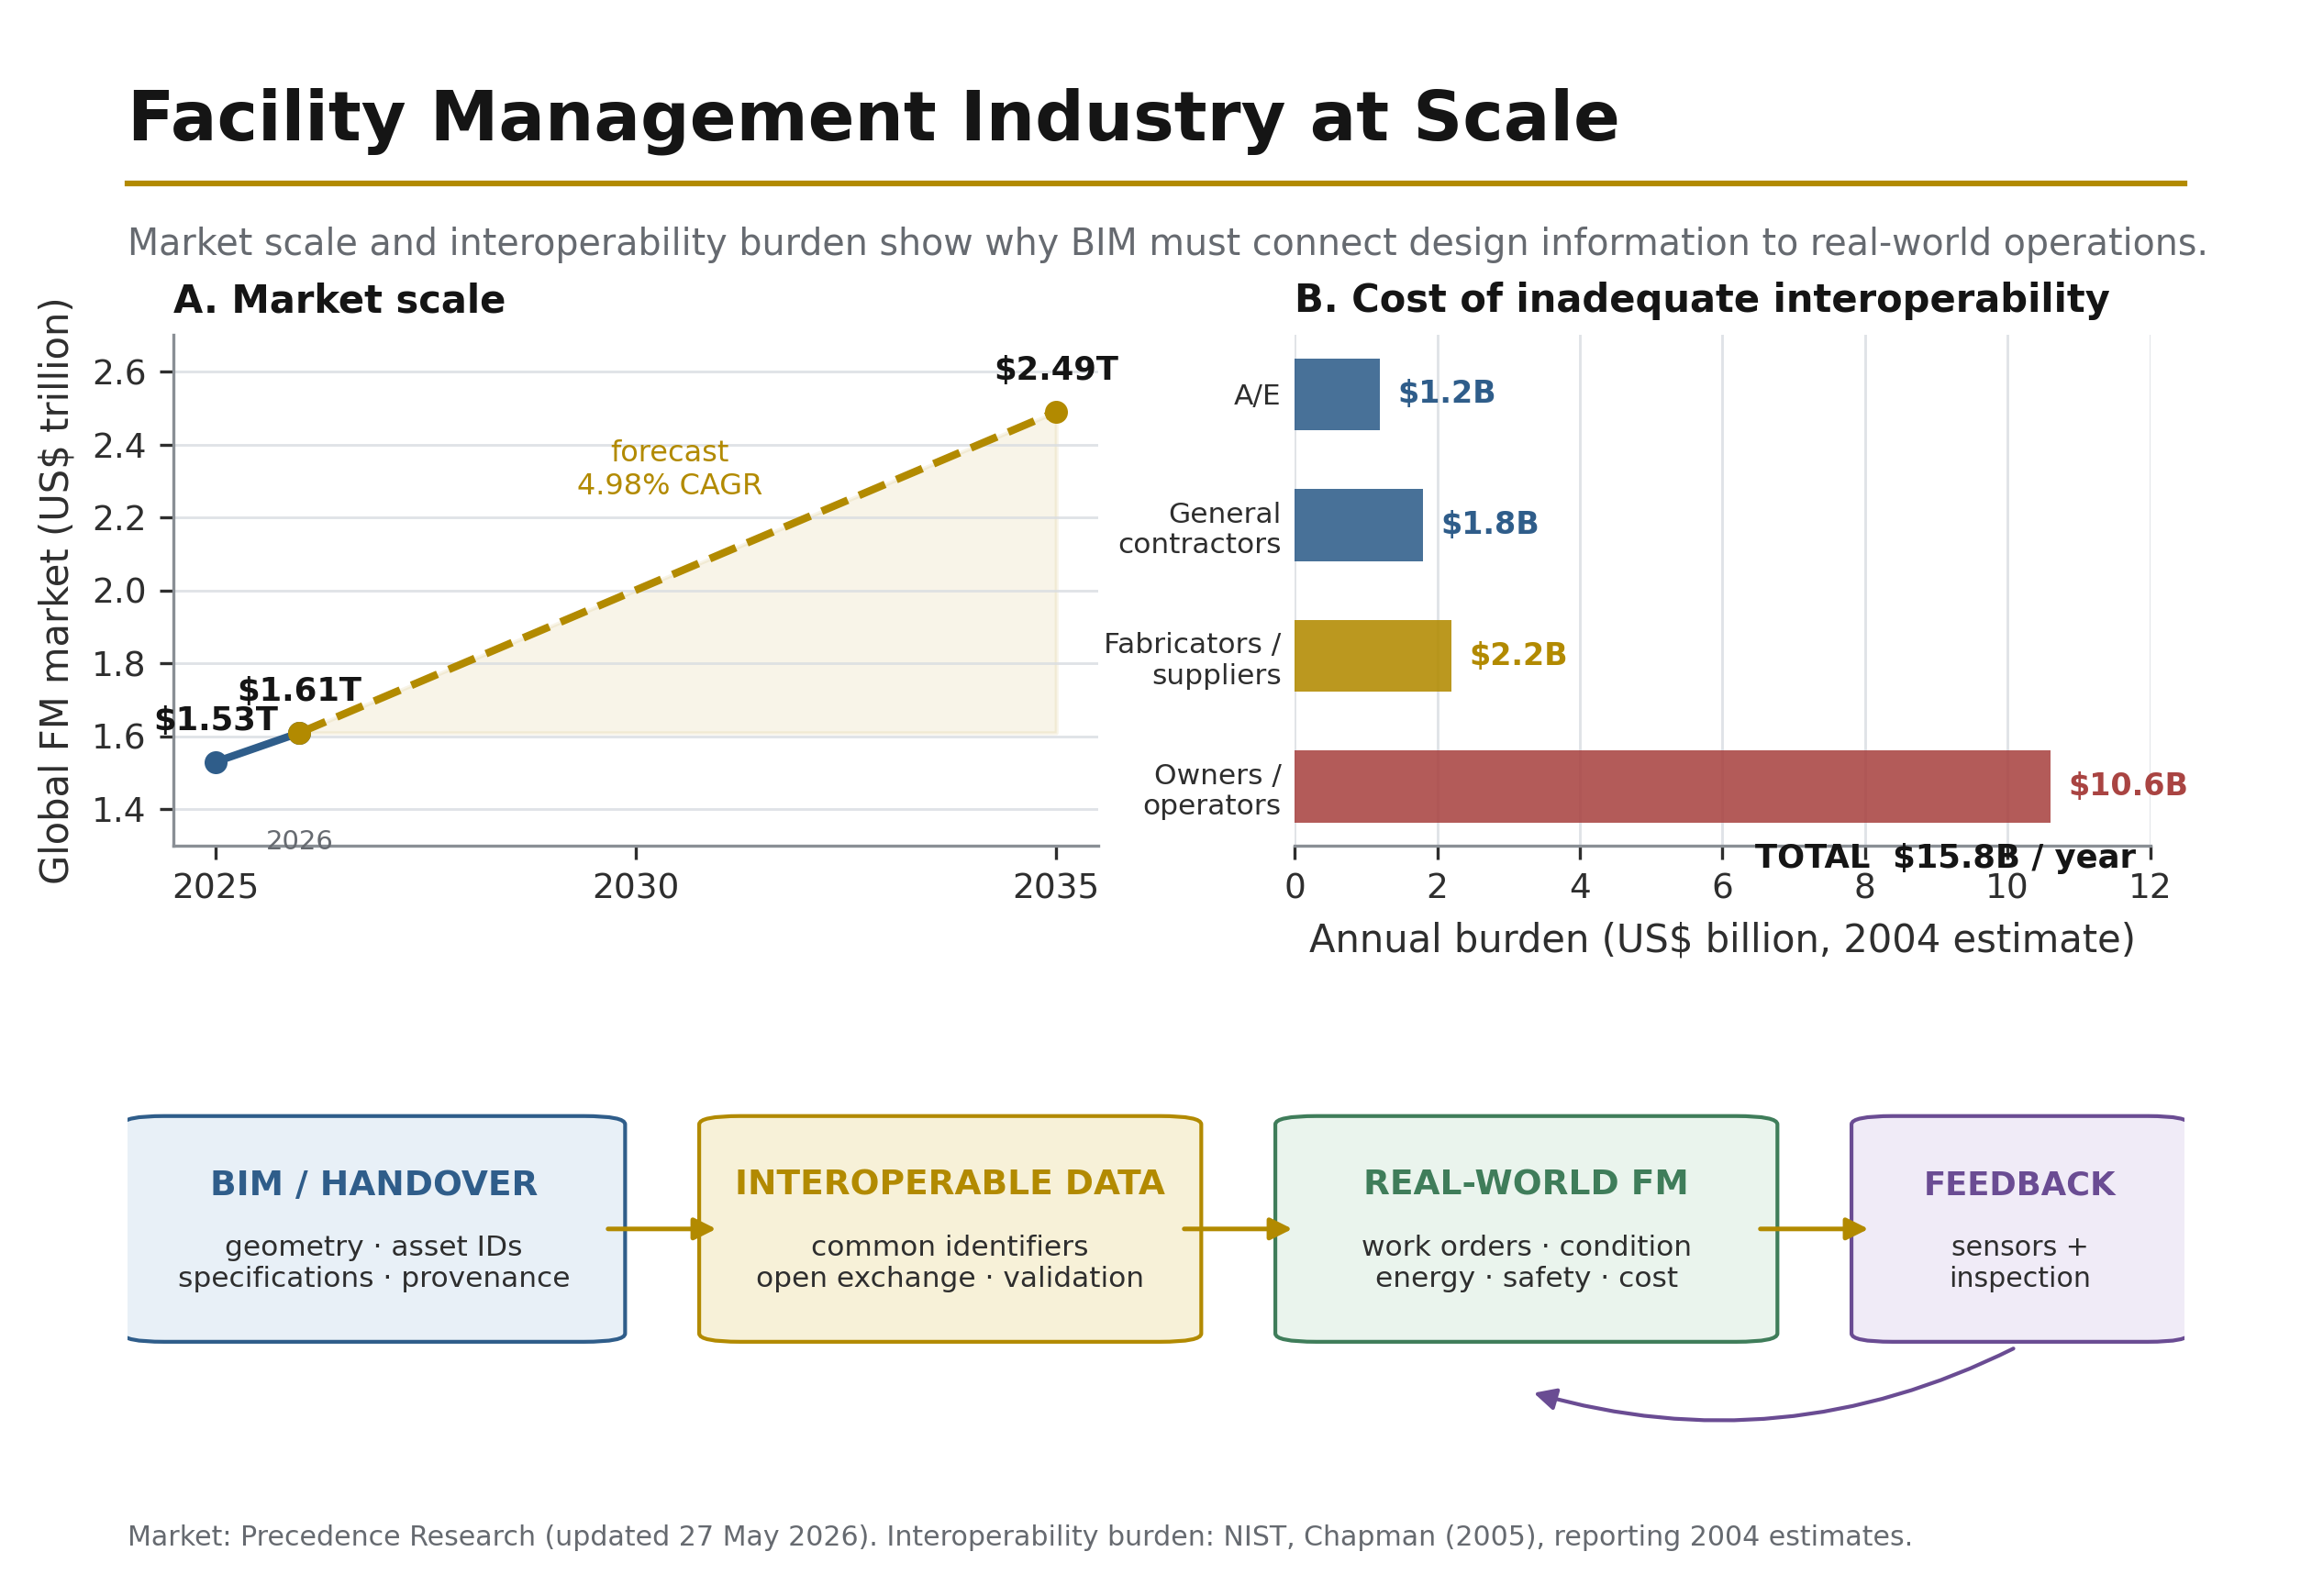 Facility Management Industry at Scale
Market scale and interoperability burden show why BIM must connect design information to real-world operations.
A. Market scale
Global FM market (US$ trillion)
2.6
2.4
2.2
2.0
1.8
1.6
1.4
$2.49T
forecast
4.98% CAGR
$1.61T
$1.53T
2026
2025
2030
2035
B. Cost of inadequate interoperability
A/E
$1.2B
General
contractors
$1.8B
Fabricators /
suppliers
$2.2B
Owners /
operators
$10.6B
TOTAL $15.8B / year
0
2
4
6
8
10
12
Annual burden (US$ billion, 2004 estimate)
BIM / HANDOVER
geometry · asset IDs
specifications · provenance
INTEROPERABLE DATA
common identifiers
open exchange · validation
REAL-WORLD FM
work orders · condition
energy · safety · cost
FEEDBACK
sensors +
inspection
Market: Precedence Research (updated 27 May 2026). Interoperability burden: NIST, Chapman (2005), reporting 2004 estimates.